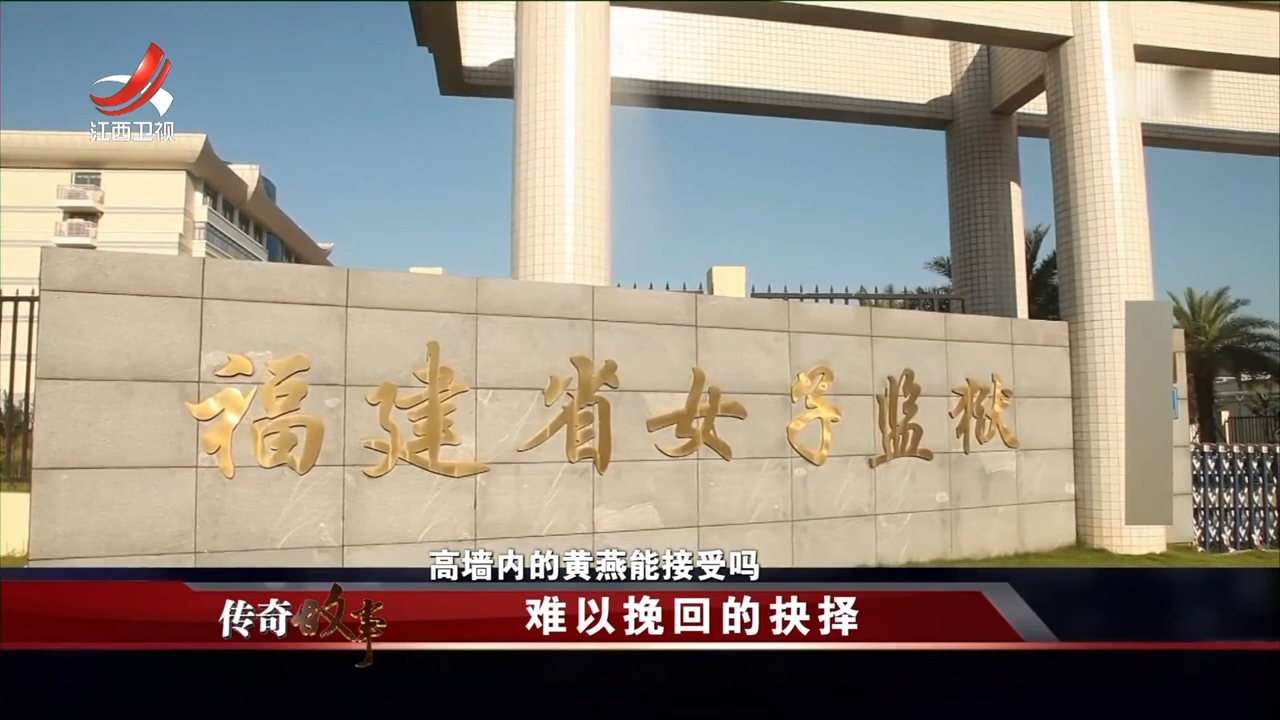 江西卫视
福建省女子监狱
高墙内的黄燕能接受吗
传奇故事
难以挽回的抉择